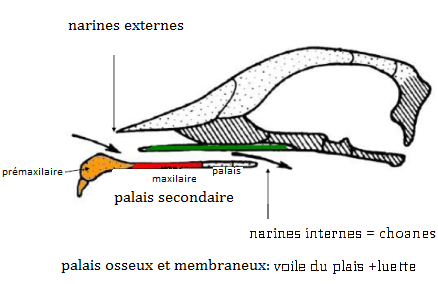 narines externes
prémaxilaire
maxilaire
palais
palais secondaire
narines internes = choanes
palais osseux et membraneux: voile du plais +luette